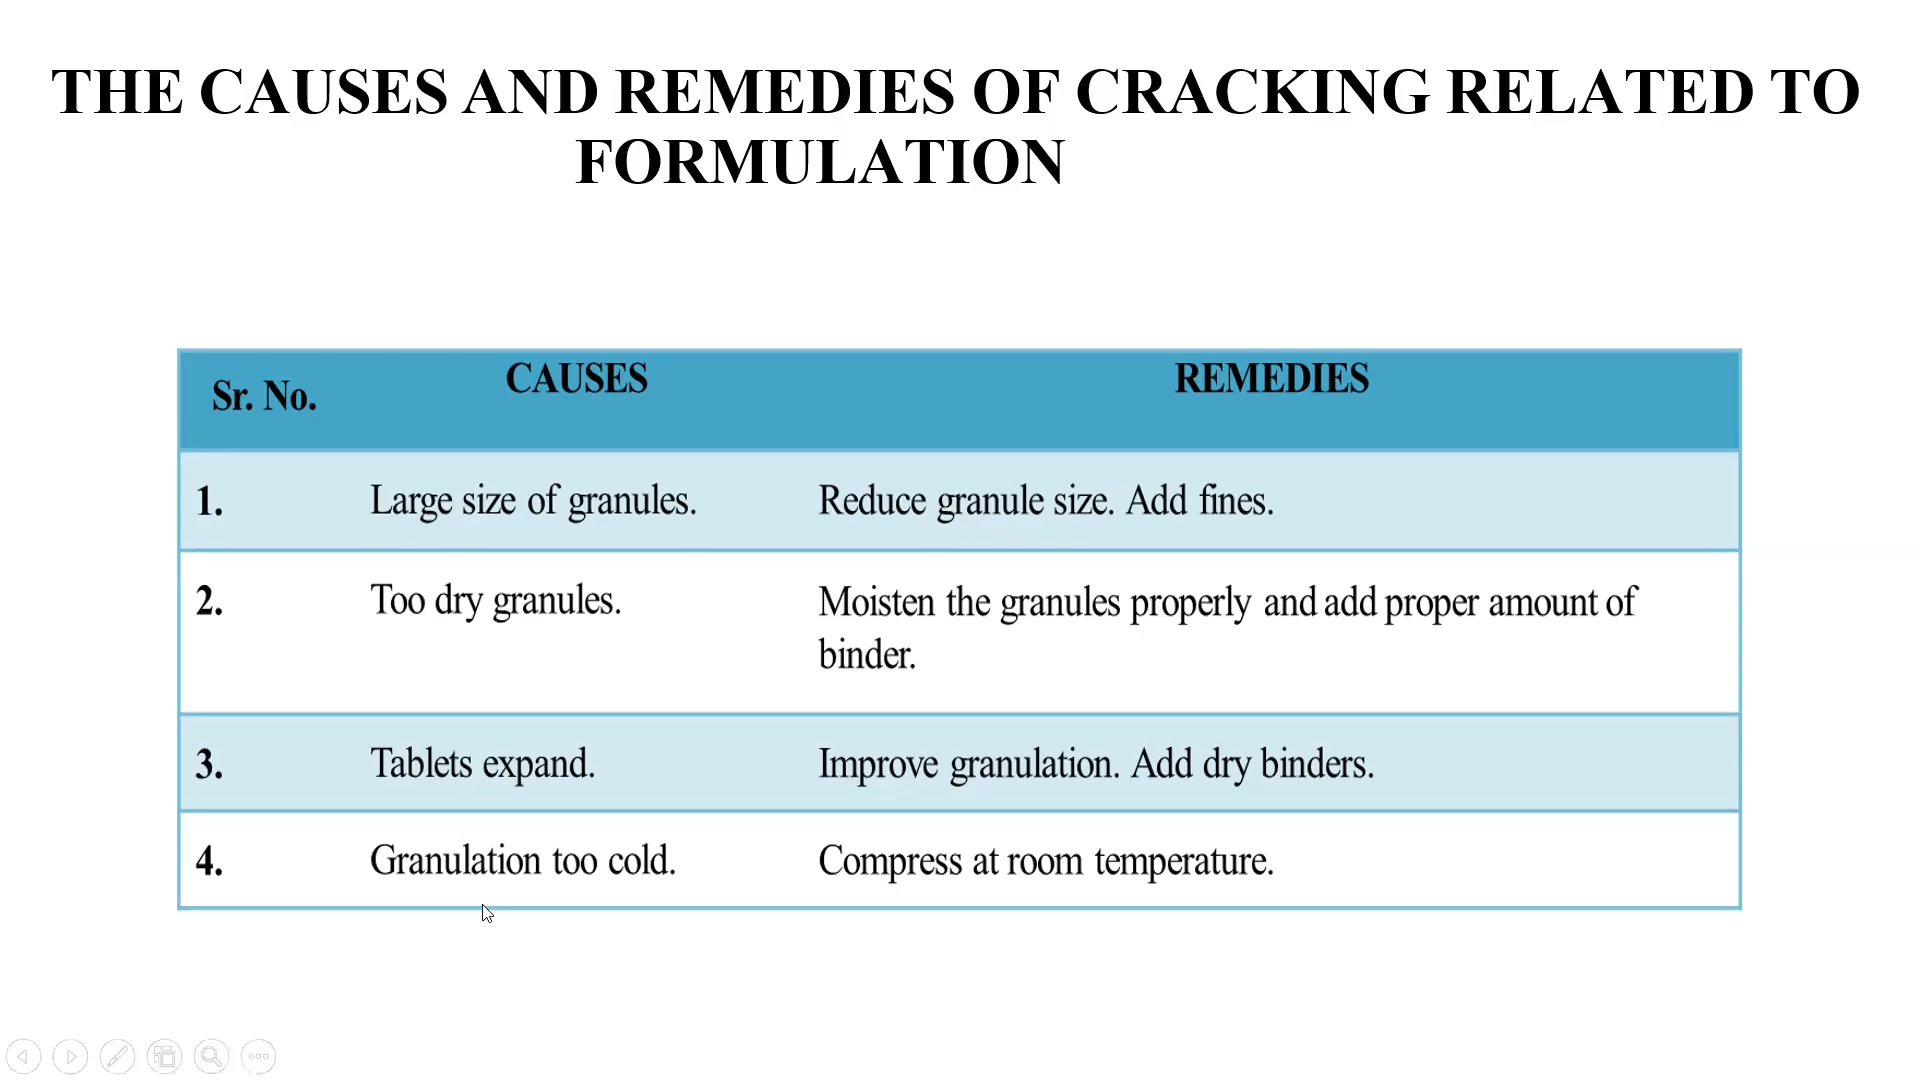 THE CAUSES AND REMEDIES OF CRACKING RELATED TO
FORMULATION
Sr. No. CAUSES REMEDIES
1. Large size of granules. Reduce granule size. Add fines.
2. Too dry granules. Moisten the granules properly and add proper amount of
binder.
3. Tablets expand. Improve granulation. Add dry binders.
4. Granulation too cold. Compress at room temperature.